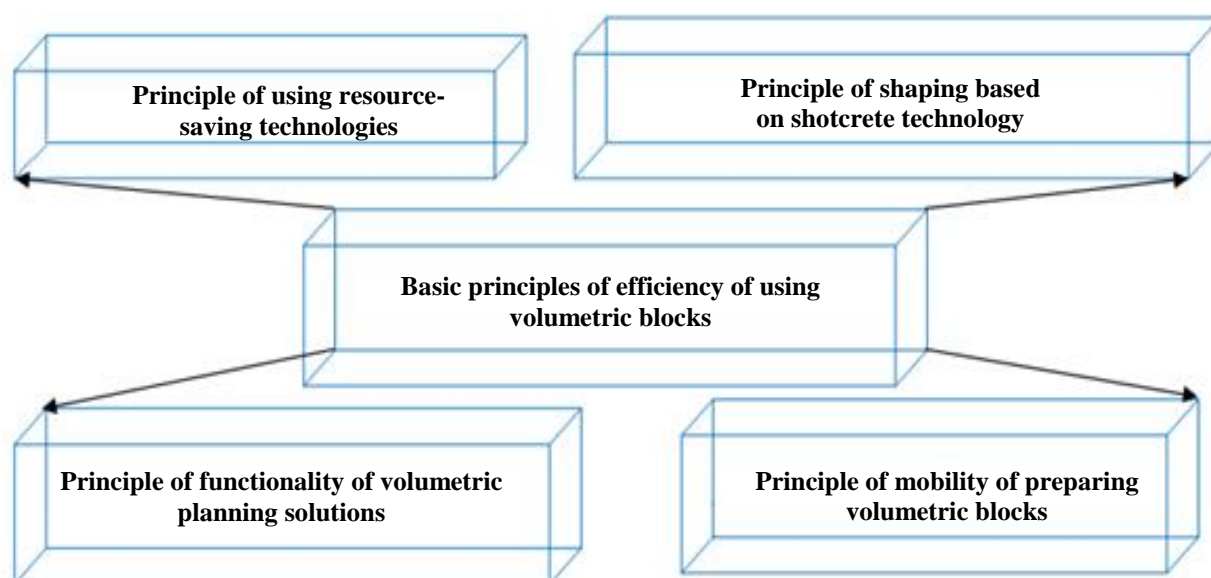 Principle of using resource-
saving technologies
Principle of shaping based
on shotcrete technology
Basic principles of efficiency of using
volumetric blocks
Principle of functionality of volumetric
planning solutions
Principle of mobility of preparing
volumetric blocks